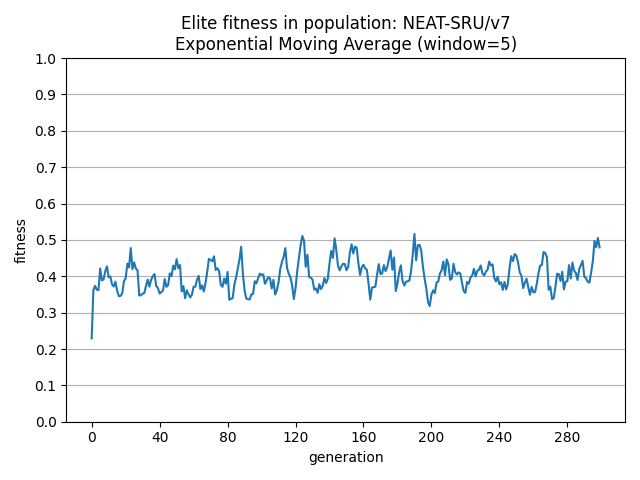 Elite fitness in population: NEAT-SRU/v7
Exponential Moving Average (window=5)
1.0
0.9
0.8
0.7
0.6
0.5
0.4
0.3
0.2
0.1
0.0
fitness
0 40 80 120 160 200 240 280
generation